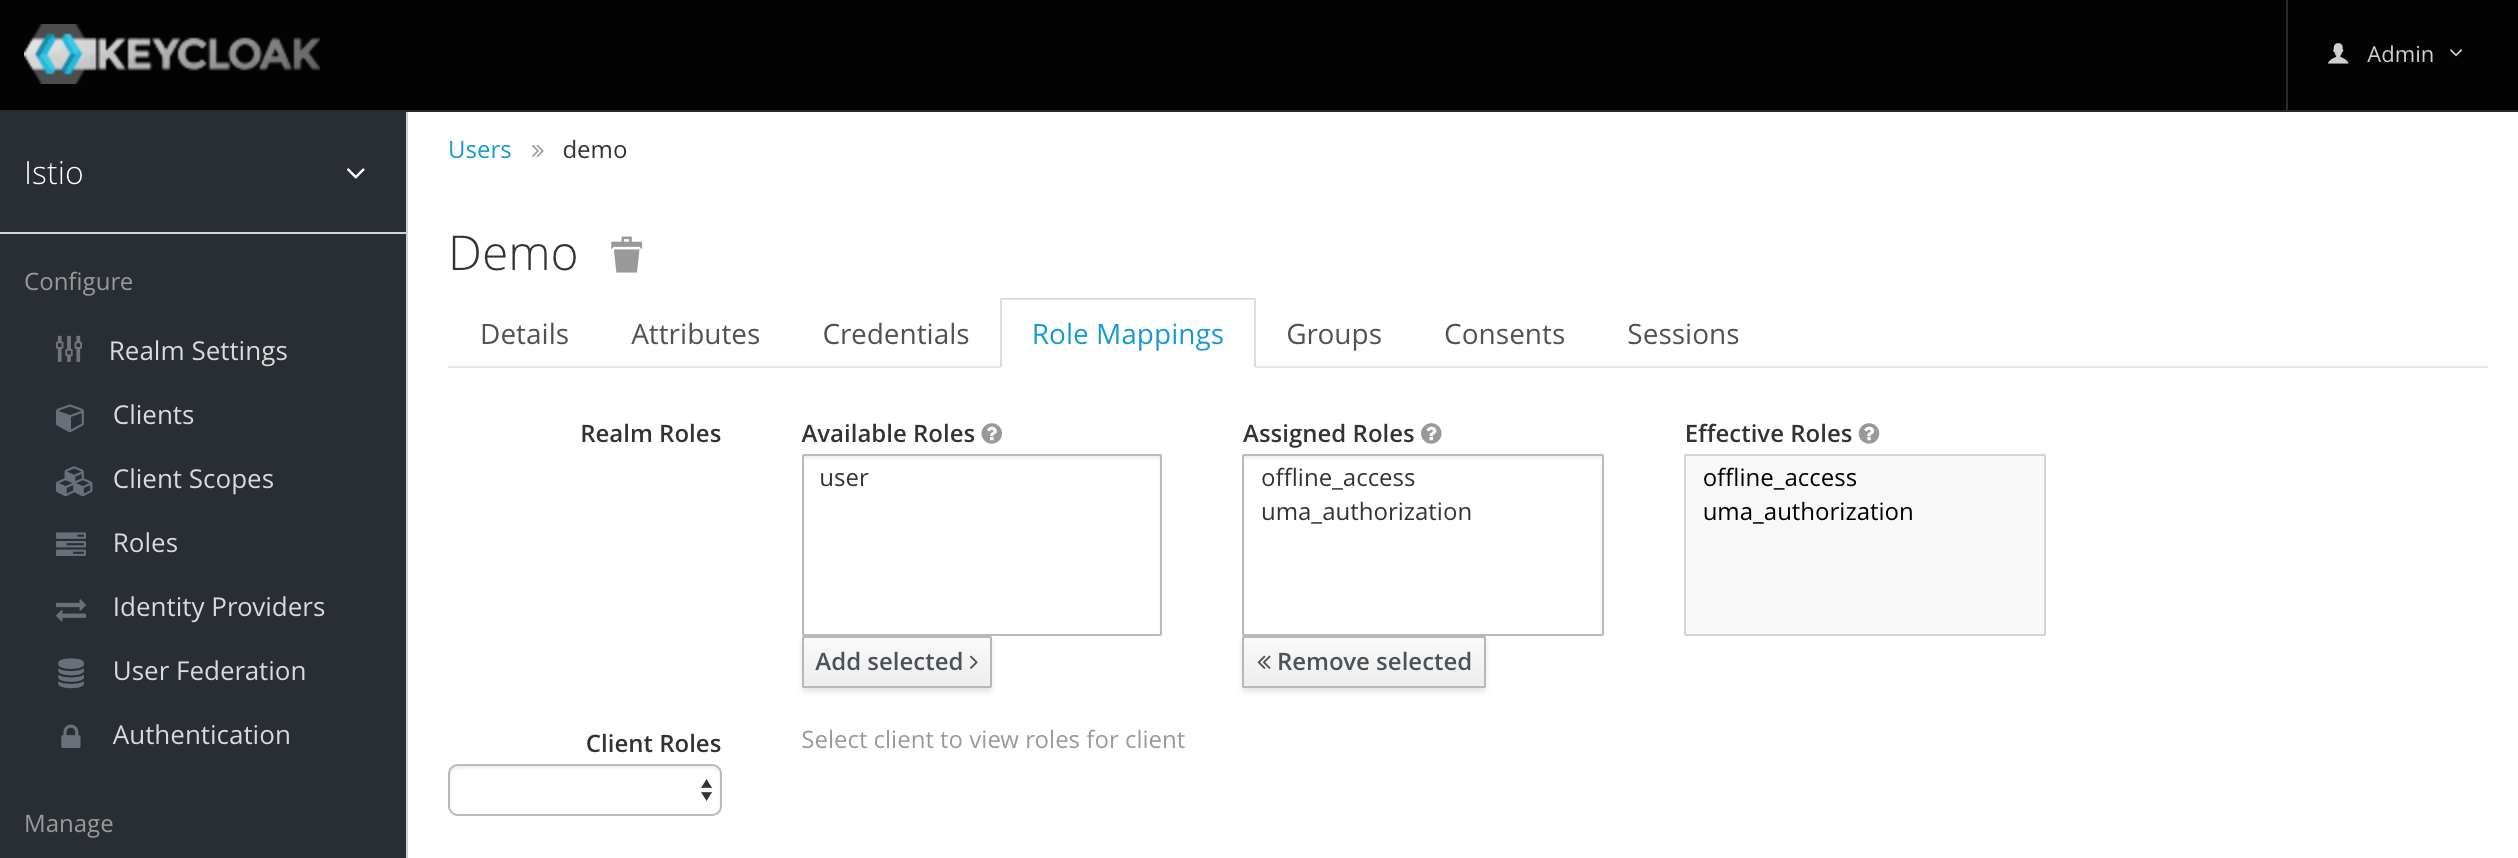 KEYCLOAK
Admin
Istio
Configure
Realm Settings
Clients
Client Scopes
Roles
Identity Providers
User Federation
Authentication
Manage
Users » demo
Demo
Details Attributes Credentials Role Mappings Groups Consents Sessions
Realm Roles
Available Roles ?
user
Add selected ›
Assigned Roles ?
offline_access
uma_authorization
« Remove selected
Effective Roles ?
offline_access
uma_authorization
Client Roles
Select client to view roles for client